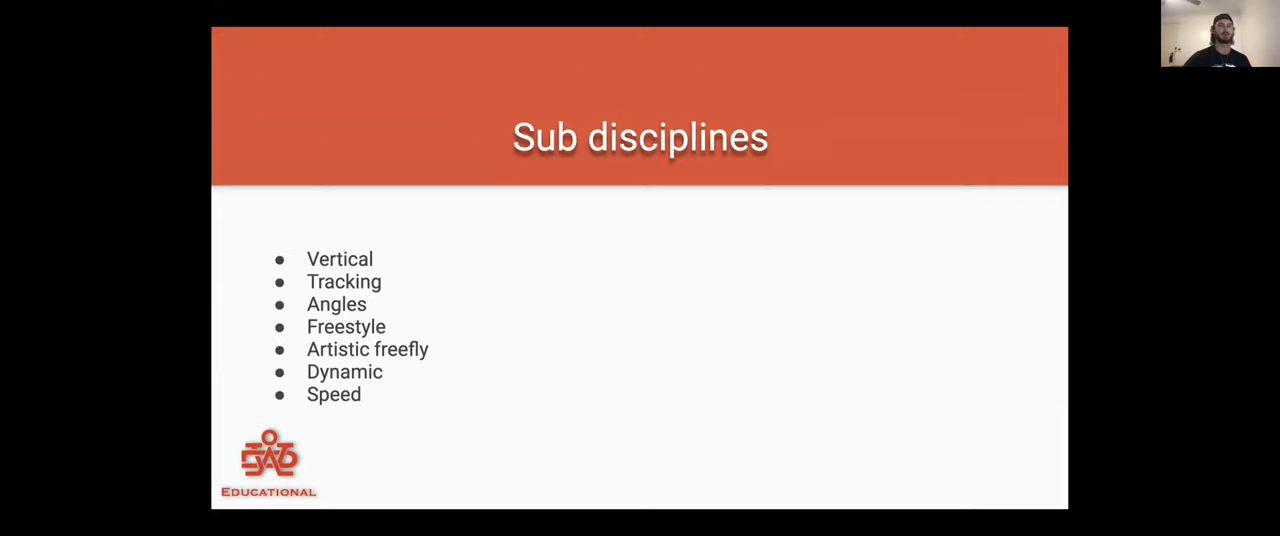 Sub disciplines
● Vertical
● Tracking
● Angles
● Freestyle
● Artistic freefly
● Dynamic
● Speed
EDUCATIONAL